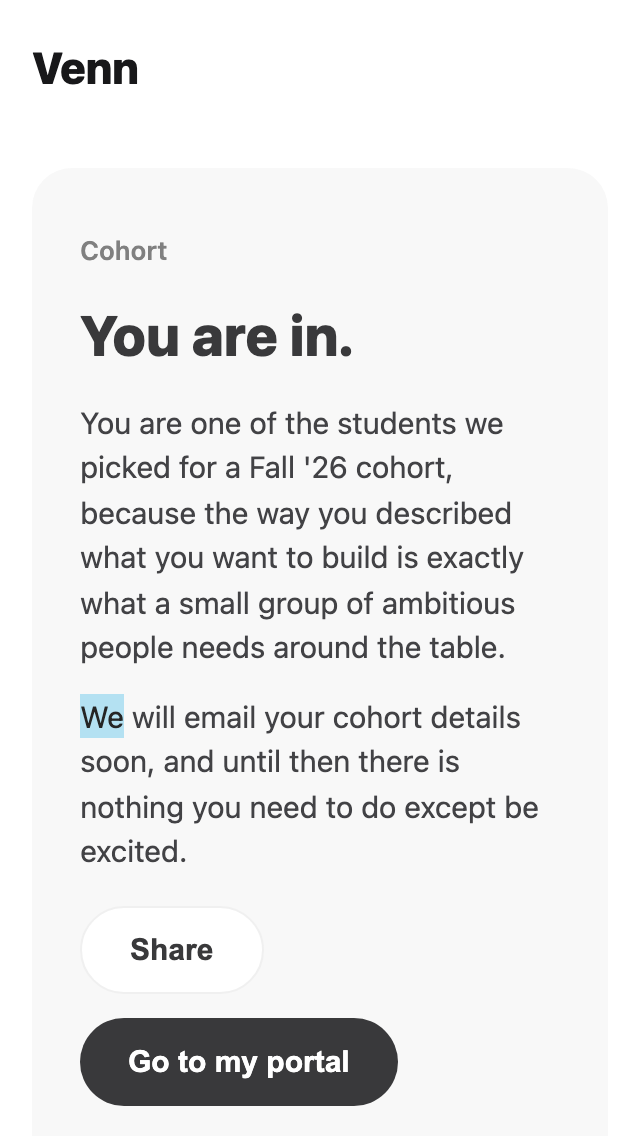 Venn
Cohort
You are in.
You are one of the students we
picked for a Fall '26 cohort,
because the way you described
what you want to build is exactly
what a small group of ambitious
people needs around the table.
We will email your cohort details
soon, and until then there is
nothing you need to do except be
excited.
Share
Go to my portal